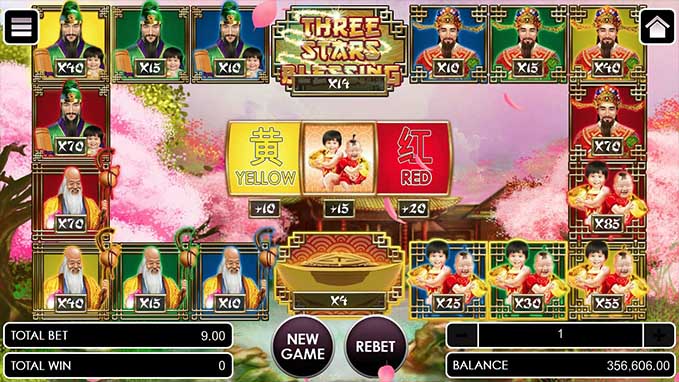 X40
X15
X10
THREE
STARS
BLESSING
X14
X10
X15
X40
X70
X70
黄
YELLOW
红
RED
X70
X85
+10
+15
+20
X40
X15
X10
X4
X25
X30
X55
TOTAL BET 9.00
TOTAL WIN 0
NEW
GAME
REBET
- 1 +
BALANCE 356,606.00